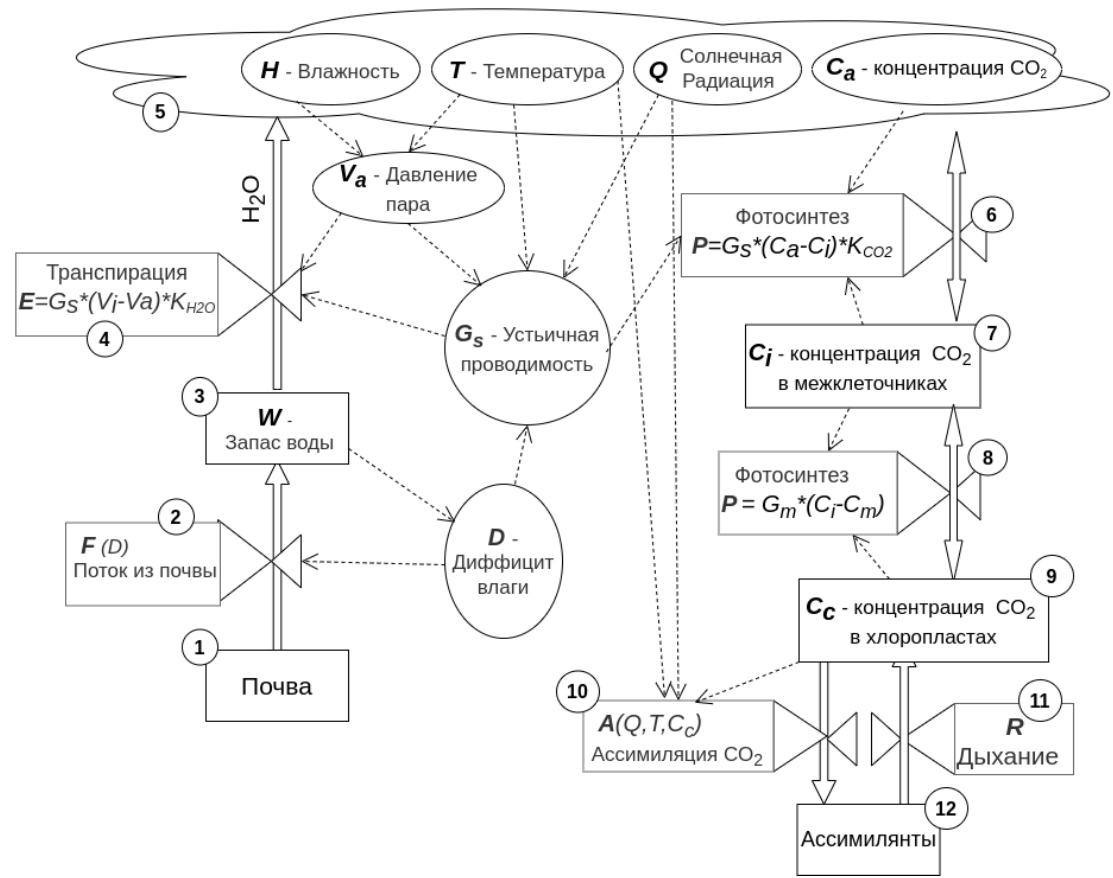 H - Влажность
T - Температура
Q Солнечная
Радиация
Ca - концентрация CO2
5
Va - Давление
пара
H2O
6
Фотосинтез
P=Gs*(Ca-Ci)*KCO2
Транспирация
E=Gs*(Vi-Va)*KH2O
4
Gs - Устьичная
проводимость
7
Ci - концентрация CO2
в межклеточниках
3
W -
Запас воды
8
Фотосинтез
P = Gm*(Ci-Cm)
2
F (D)
Поток из почвы
D -
Диффицит
влаги
9
Cc - концентрация CO2
в хлоропластах
1
Почва
10
A(Q,T,Cc)
Ассимиляция CO2
11
R
Дыхание
12
Ассимилянты